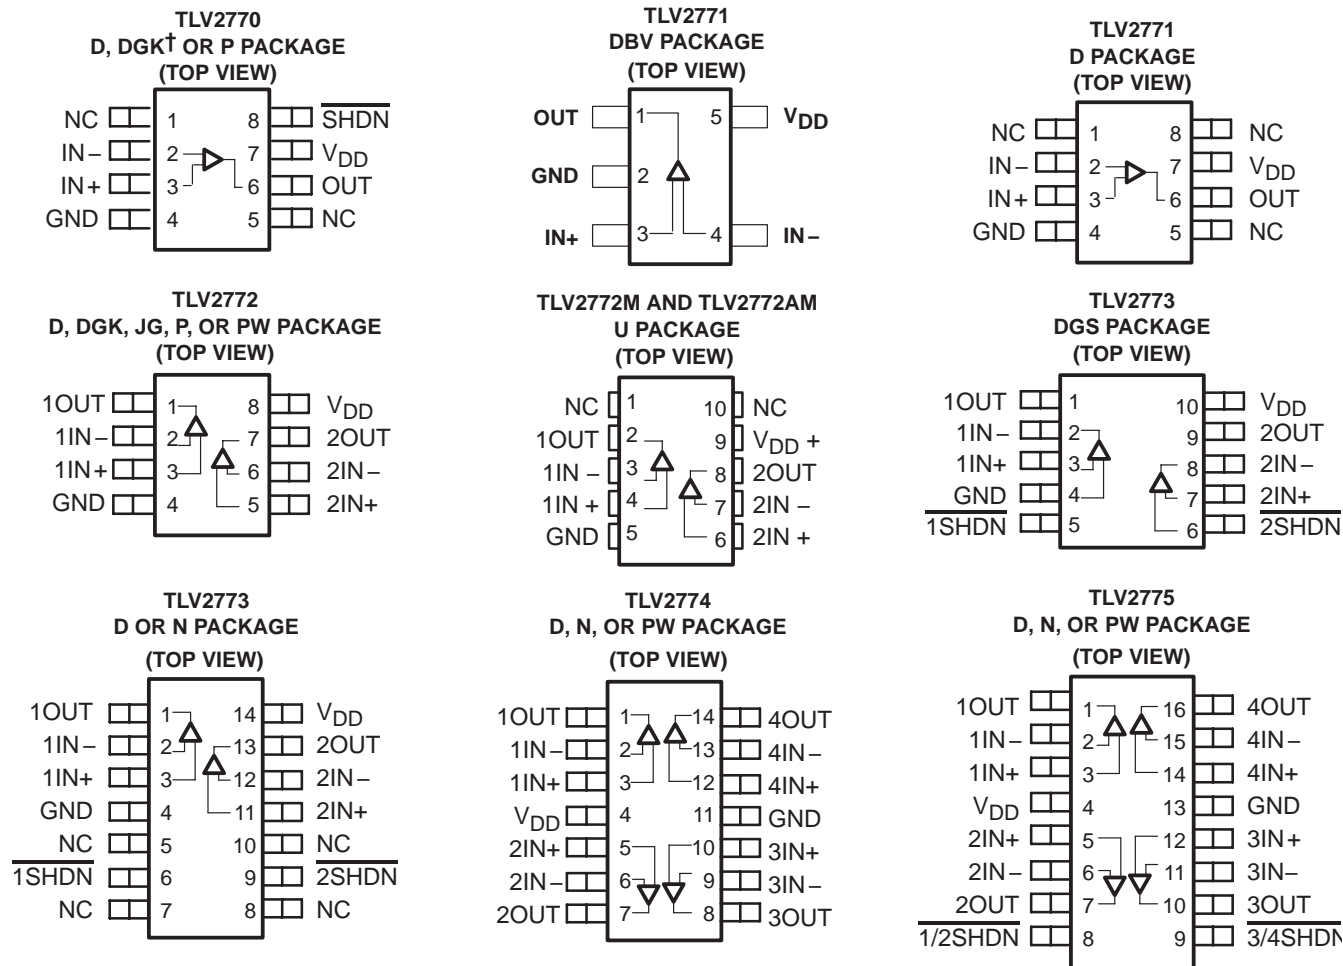 TLV2770
D, DGK† OR P PACKAGE
(TOP VIEW)
NC 1 8 SHDN
IN− 2 7 VDD
IN+ 3 6 OUT
GND 4 5 NC
TLV2771
DBV PACKAGE
(TOP VIEW)
OUT 1 5 VDD
GND 2
IN+ 3 4 IN−
TLV2771
D PACKAGE
(TOP VIEW)
NC 1 8 NC
IN− 2 7 VDD
IN+ 3 6 OUT
GND 4 5 NC
TLV2772
D, DGK, JG, P, OR PW PACKAGE
(TOP VIEW)
1OUT 1 8 VDD
1IN− 2 7 2OUT
1IN+ 3 6 2IN−
GND 4 5 2IN+
TLV2772M AND TLV2772AM
U PACKAGE
(TOP VIEW)
NC 1 10 NC
1OUT 2 9 VDD +
1IN − 3 8 2OUT
1IN + 4 7 2IN −
GND 5 6 2IN +
TLV2773
DGS PACKAGE
(TOP VIEW)
1OUT 1 10 VDD
1IN− 2 9 2OUT
1IN+ 3 8 2IN−
GND 4 7 2IN+
1SHDN 5 6 2SHDN
TLV2773
D OR N PACKAGE
(TOP VIEW)
1OUT 1 14 VDD
1IN− 2 13 2OUT
1IN+ 3 12 2IN−
GND 4 11 2IN+
NC 5 10 NC
1SHDN 6 9 2SHDN
NC 7 8 NC
TLV2774
D, N, OR PW PACKAGE
(TOP VIEW)
1OUT 1 14 4OUT
1IN− 2 13 4IN−
1IN+ 3 12 4IN+
VDD 4 11 GND
2IN+ 5 10 3IN+
2IN− 6 9 3IN−
2OUT 7 8 3OUT
TLV2775
D, N, OR PW PACKAGE
(TOP VIEW)
1OUT 1 16 4OUT
1IN− 2 15 4IN−
1IN+ 3 14 4IN+
VDD 4 13 GND
2IN+ 5 12 3IN+
2IN− 6 11 3IN−
2OUT 7 10 3OUT
1/2SHDN 8 9 3/4SHDN